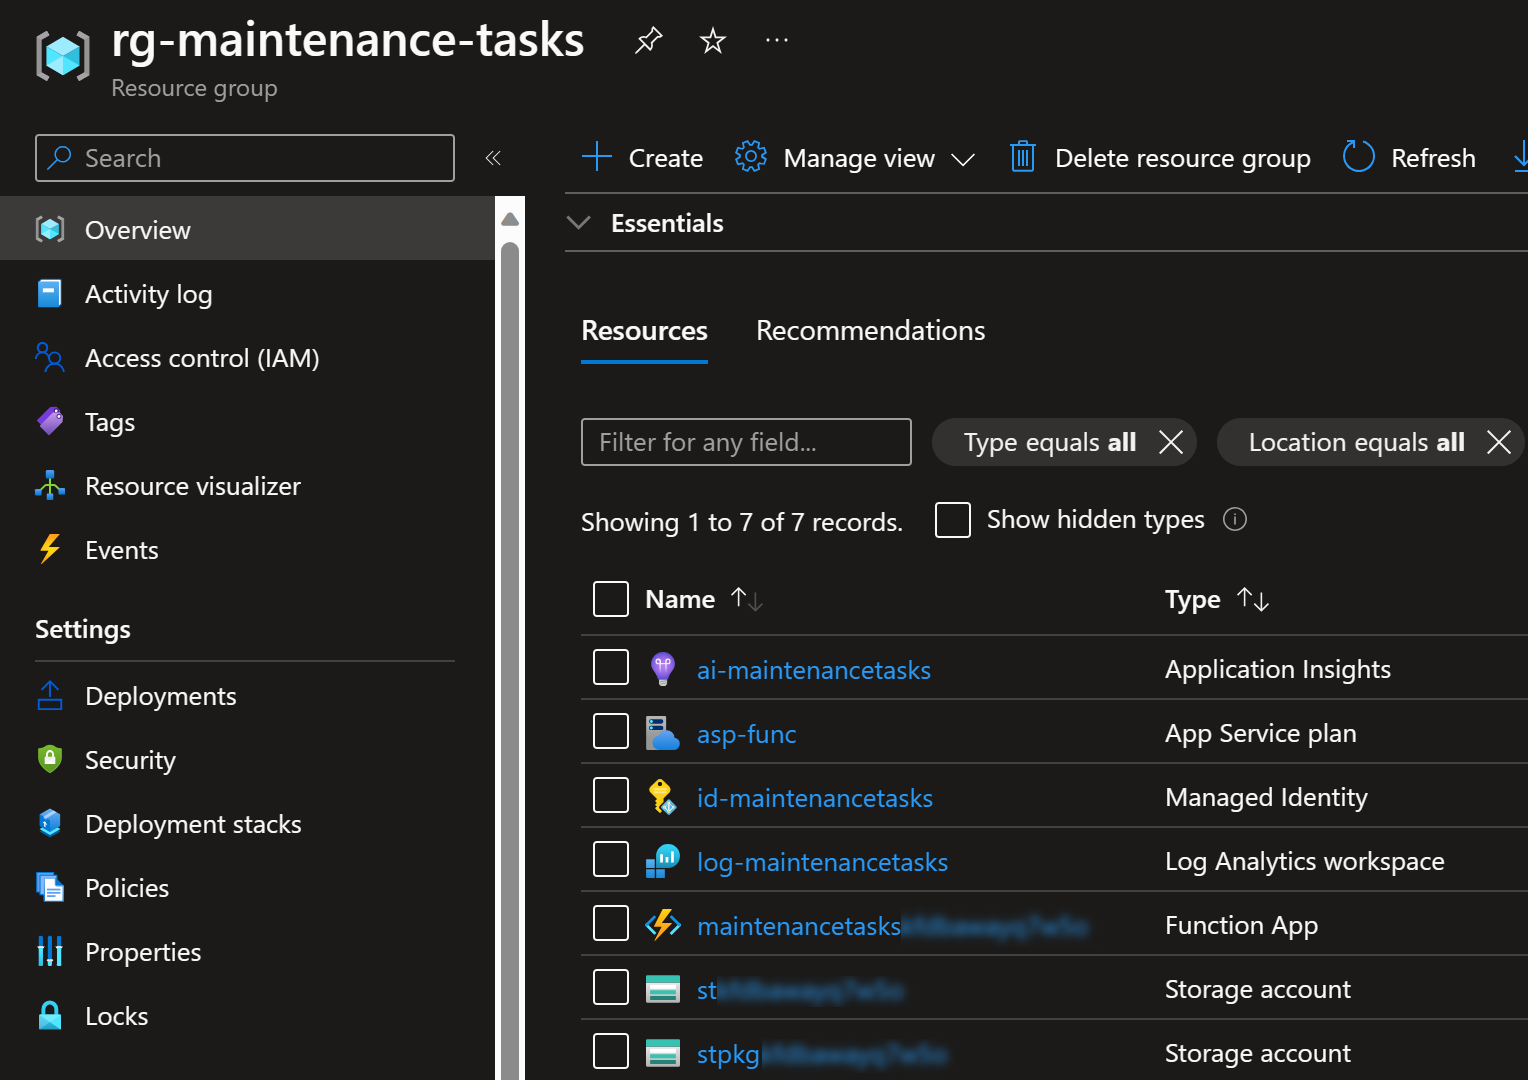 rg-maintenance-tasks
Resource group
Search
Create
Manage view
Delete resource group
Refresh
Overview
Activity log
Access control (IAM)
Tags
Resource visualizer
Events
Settings
Deployments
Security
Deployment stacks
Policies
Properties
Locks
Essentials
Resources Recommendations
Filter for any field...
Type equals all
Location equals all
Showing 1 to 7 of 7 records.
Show hidden types
Name Type
ai-maintenancetasks Application Insights
asp-func App Service plan
id-maintenancetasks Managed Identity
log-maintenancetasks Log Analytics workspace
maintenancetasks Function App
st Storage account
stpkg Storage account